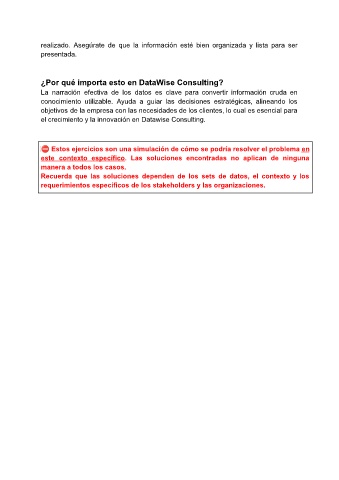 realizado. Asegúrate de que la información esté bien organizada y lista para ser
presentada.
¿Por qué importa esto en DataWise Consulting?
La narración efectiva de los datos es clave para convertir información cruda en
conocimiento utilizable. Ayuda a guiar las decisiones estratégicas, alineando los
objetivos de la empresa con las necesidades de los clientes, lo cual es esencial para
el crecimiento y la innovación en Datawise Consulting.
⛔ Estos ejercicios son una simulación de cómo se podría resolver el problema en
este contexto específico. Las soluciones encontradas no aplican de ninguna
manera a todos los casos.
Recuerda que las soluciones dependen de los sets de datos, el contexto y los
requerimientos específicos de los stakeholders y las organizaciones.